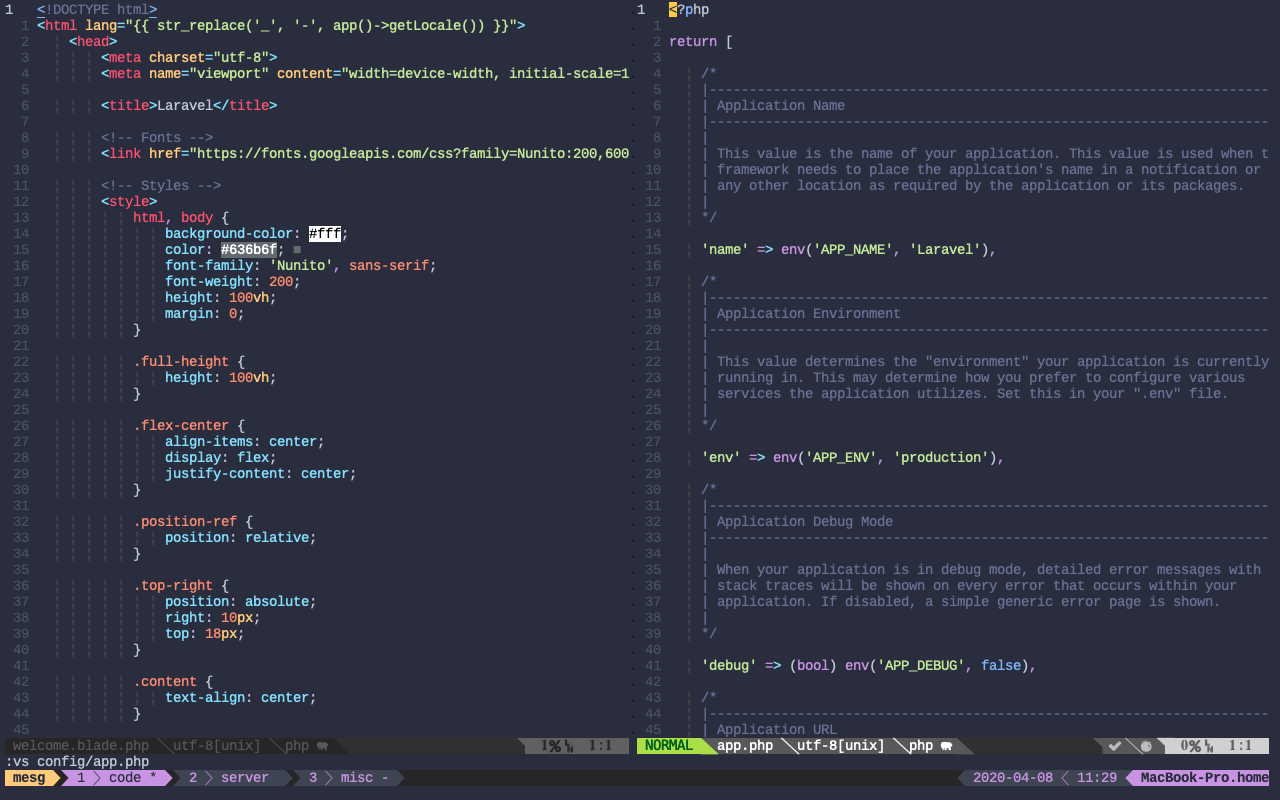 1 <!DOCTYPE html>
1 <html lang="{{ str_replace('_', '-', app()->getLocale()) }}">
2 <head>
3 <meta charset="utf-8">
4 <meta name="viewport" content="width=device-width, initial-scale=1
5
6 <title>Laravel</title>
7
8 <!-- Fonts -->
9 <link href="https://fonts.googleapis.com/css?family=Nunito:200,600
10
11 <!-- Styles -->
12 <style>
13 html, body {
14 background-color: #fff;
15 color: #636b6f; ■
16 font-family: 'Nunito', sans-serif;
17 font-weight: 200;
18 height: 100vh;
19 margin: 0;
20 }
21
22 .full-height {
23 height: 100vh;
24 }
25
26 .flex-center {
27 align-items: center;
28 display: flex;
29 justify-content: center;
30 }
31
32 .position-ref {
33 position: relative;
34 }
35
36 .top-right {
37 position: absolute;
38 right: 10px;
39 top: 18px;
40 }
41
42 .content {
43 text-align: center;
44 }
45
welcome.blade.php utf-8[unix] php 1% 1:1
1 <?php
1
2 return [
3
4 /*
5 |----------------------------------------------------------------------
6 | Application Name
7 |----------------------------------------------------------------------
8 |
9 | This value is the name of your application. This value is used when t
10 | framework needs to place the application's name in a notification or
11 | any other location as required by the application or its packages.
12 |
13 */
14
15 'name' => env('APP_NAME', 'Laravel'),
16
17 /*
18 |----------------------------------------------------------------------
19 | Application Environment
20 |----------------------------------------------------------------------
21 |
22 | This value determines the "environment" your application is currently
23 | running in. This may determine how you prefer to configure various
24 | services the application utilizes. Set this in your ".env" file.
25 |
26 */
27
28 'env' => env('APP_ENV', 'production'),
29
30 /*
31 |----------------------------------------------------------------------
32 | Application Debug Mode
33 |----------------------------------------------------------------------
34 |
35 | When your application is in debug mode, detailed error messages with
36 | stack traces will be shown on every error that occurs within your
37 | application. If disabled, a simple generic error page is shown.
38 |
39 */
40
41 'debug' => (bool) env('APP_DEBUG', false),
42
43 /*
44 |----------------------------------------------------------------------
45 | Application URL
NORMAL app.php utf-8[unix] php 0% 1:1
:vs config/app.php
mesg 1 code * 2 server 3 misc - 2020-04-08 11:29 MacBook-Pro.home